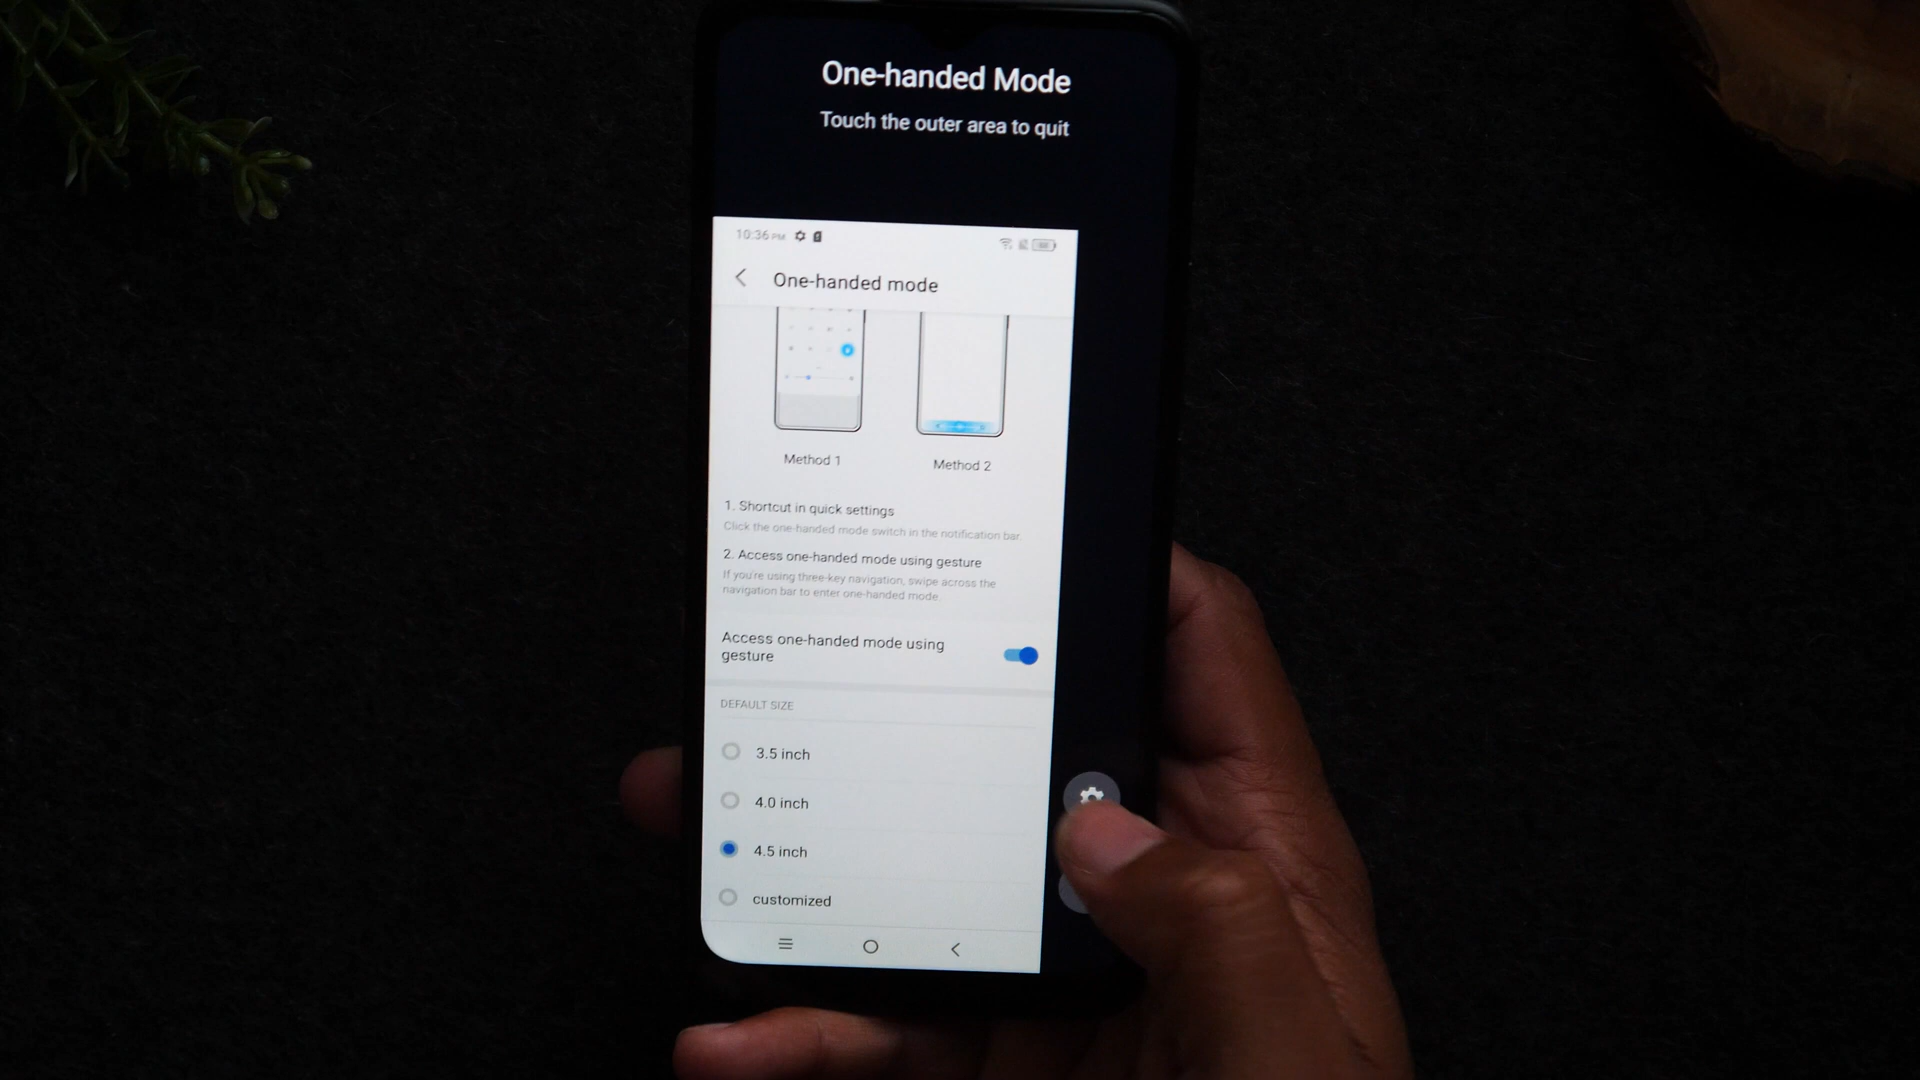 One-handed Mode
Touch the outer area to quit
10:36 PM
One-handed mode
Method 1
Method 2
1. Shortcut in quick settings
Click the one-handed mode switch in the notification bar.
2. Access one-handed mode using gesture
If you're using three-key navigation, swipe across the
navigation bar to enter one-handed mode.
Access one-handed mode using
gesture
DEFAULT SIZE
3.5 inch
4.0 inch
4.5 inch
customized